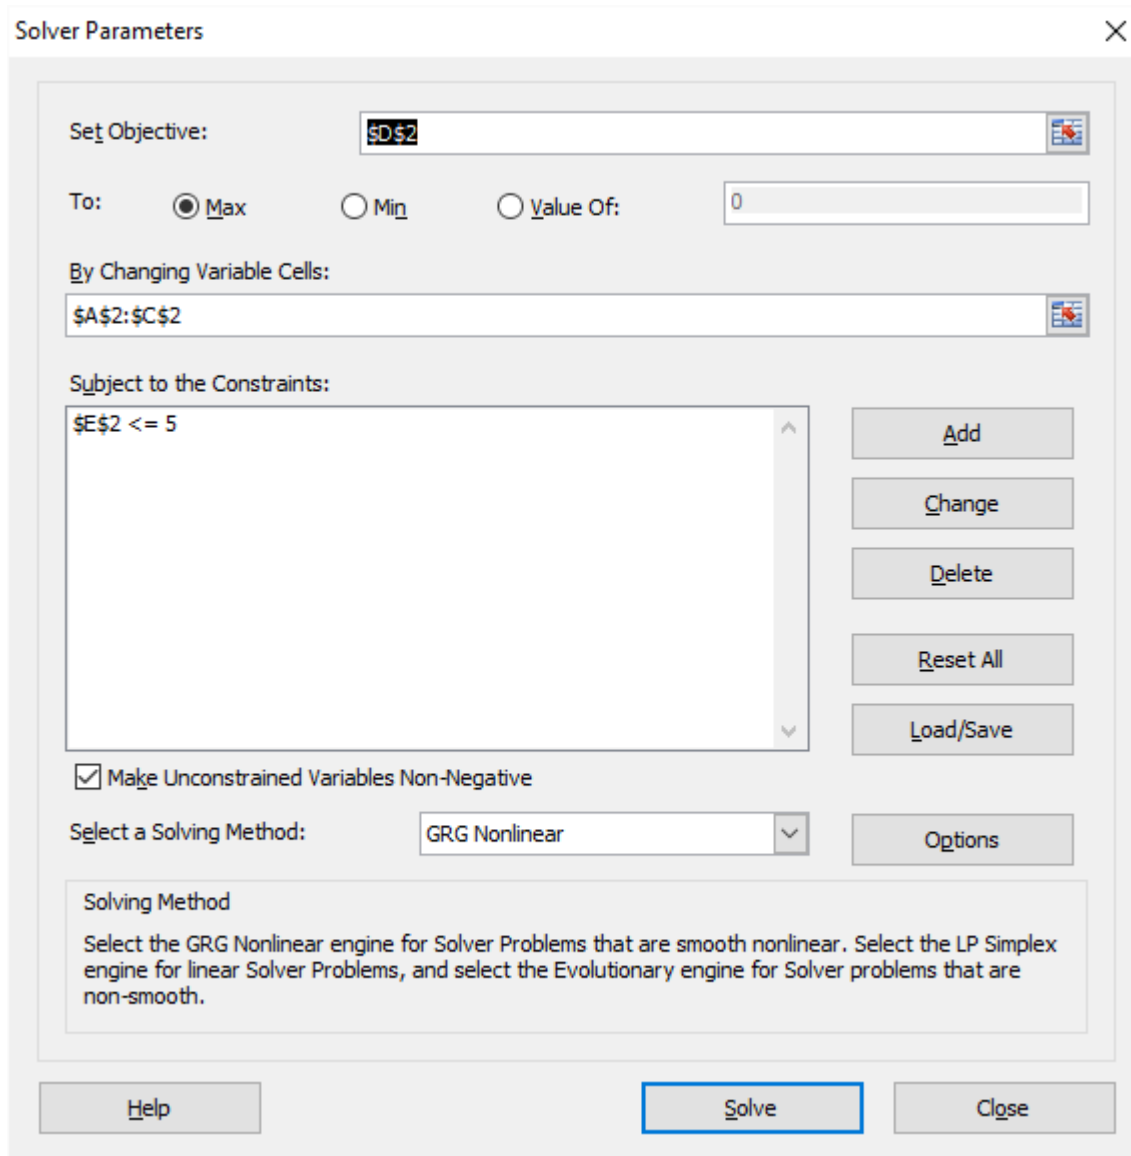 Solver Parameters
Set Objective:
$D$2
To:
Max
Min
Value Of:
0
By Changing Variable Cells:
$A$2:$C$2
Subject to the Constraints:
$E$2 <= 5
Add
Change
Delete
Reset All
Load/Save
Make Unconstrained Variables Non-Negative
Select a Solving Method:
GRG Nonlinear
Options
Solving Method
Select the GRG Nonlinear engine for Solver Problems that are smooth nonlinear. Select the LP Simplex
engine for linear Solver Problems, and select the Evolutionary engine for Solver problems that are
non-smooth.
Help
Solve
Close